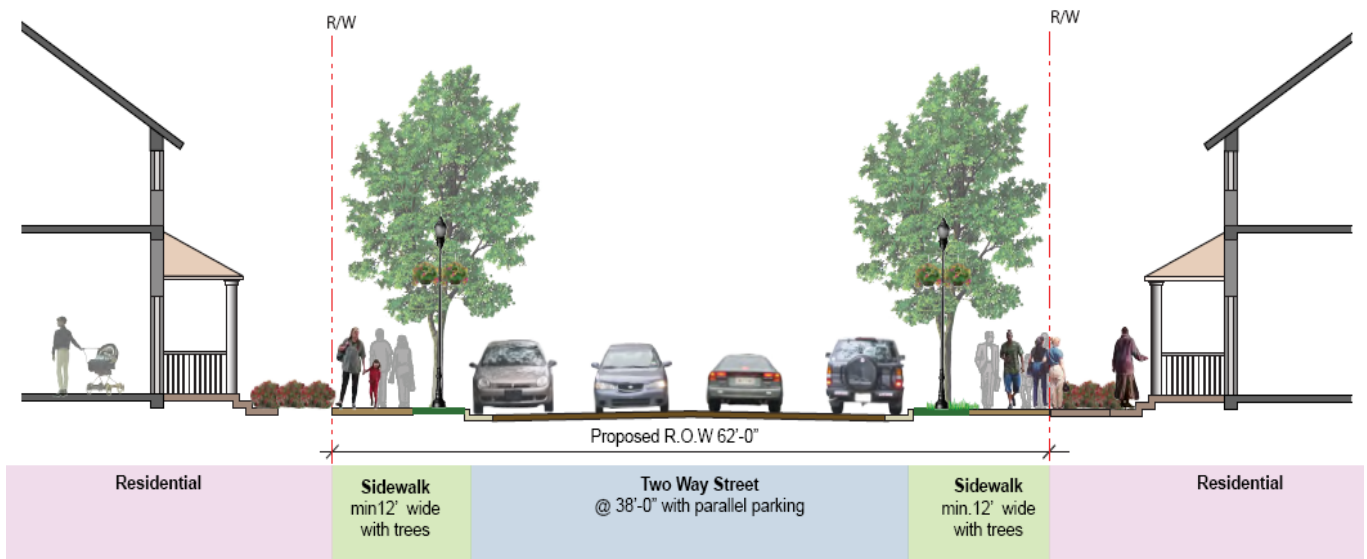 R/W
R/W
Proposed R.O.W 62'-0"
Residential
Sidewalk
min12' wide
with trees
Two Way Street
@ 38'-0" with parallel parking
Sidewalk
min.12' wide
with trees
Residential